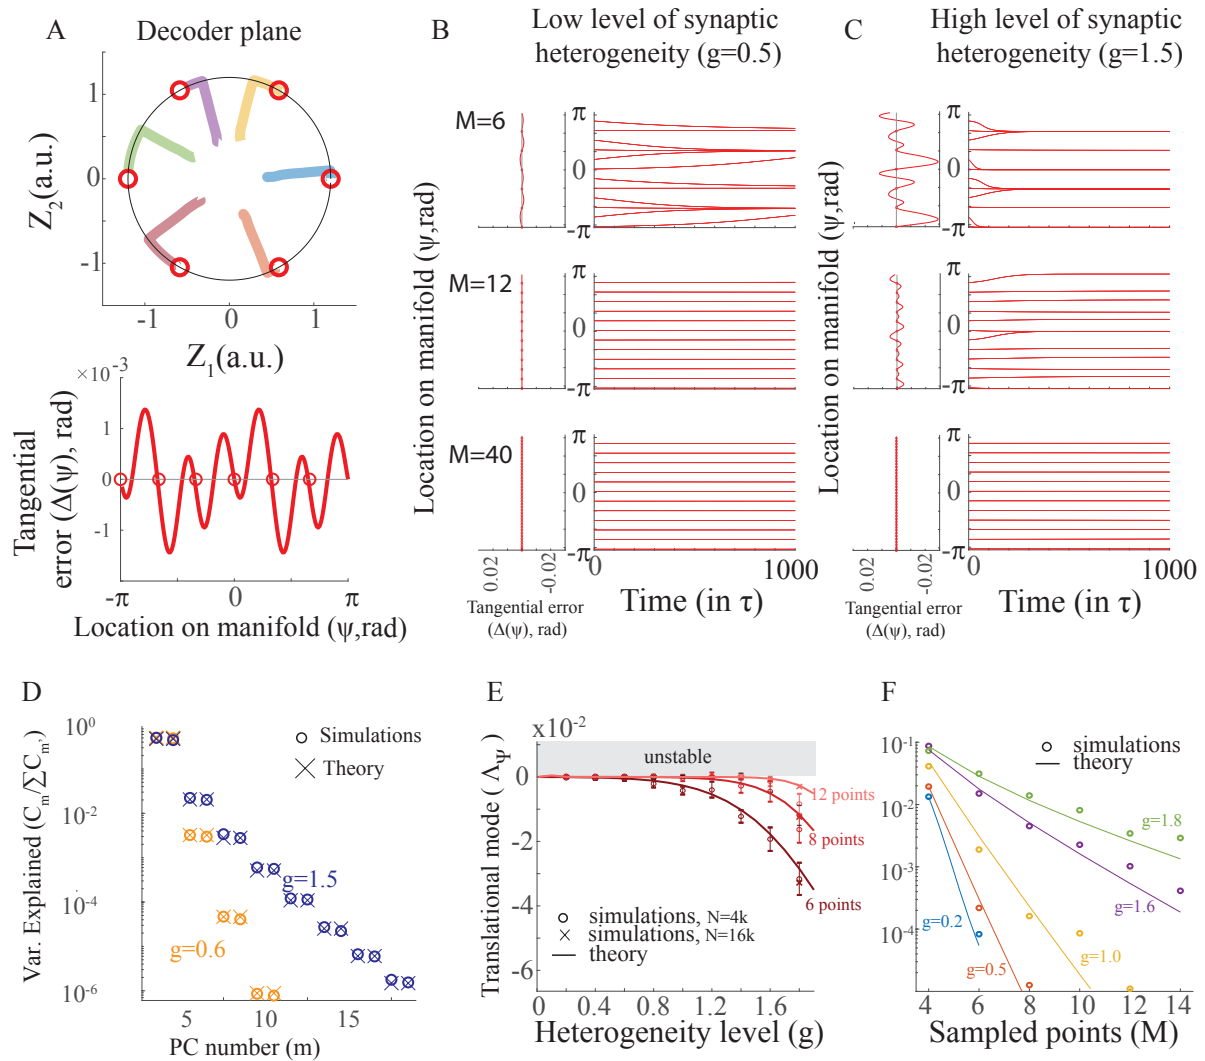 A
Decoder plane
1
0
-1
Z2(a.u.)
-1
0
1
Z1(a.u.)
×10-3
1
0
-1
Tangential
error (Δ(ψ), rad)
-π
0
π
Location on manifold (ψ,rad)
B
Low level of synaptic
heterogeneity (g=0.5)
M=6
π
0
-π
M=12
π
0
-π
M=40
π
0
-π
Location on manifold (ψ,rad)
0.02
-0.02
Tangential error
(Δ(ψ), rad)
0
1000
Time (in τ)
C
High level of synaptic
heterogeneity (g=1.5)
π
0
-π
π
0
-π
π
0
-π
Location on manifold (ψ,rad)
0.02
-0.02
Tangential error
(Δ(ψ), rad)
0
1000
Time (in τ)
D
100
10-2
10-4
10-6
Var. Explained (Cm/∑Cm')
Simulations
Theory
g=1.5
g=0.6
5
10
15
PC number (m)
E
x10-2
0
-2
-4
-6
Translational mode (ΛΨ)
unstable
12 points
8 points
6 points
simulations, N=4k
simulations, N=16k
theory
0
0.4
1.0
1.6
Heterogeneity level (g)
F
10-1
10-2
10-3
10-4
simulations
theory
g=1.8
g=1.6
g=1.0
g=0.5
g=0.2
4
6
8
10
12
14
Sampled points (M)